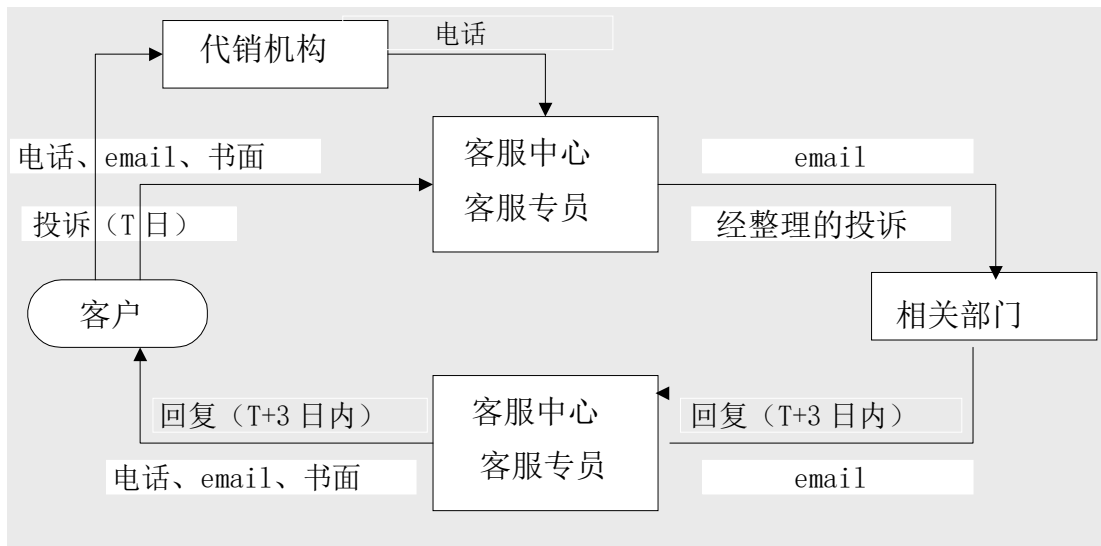 代销机构
电话
电话、email、书面
客服中心
客服专员
email
投诉（T日）
经整理的投诉
客户
相关部门
回复（T+3 日内）
客服中心
客服专员
回复（T+3 日内）
电话、email、书面
email